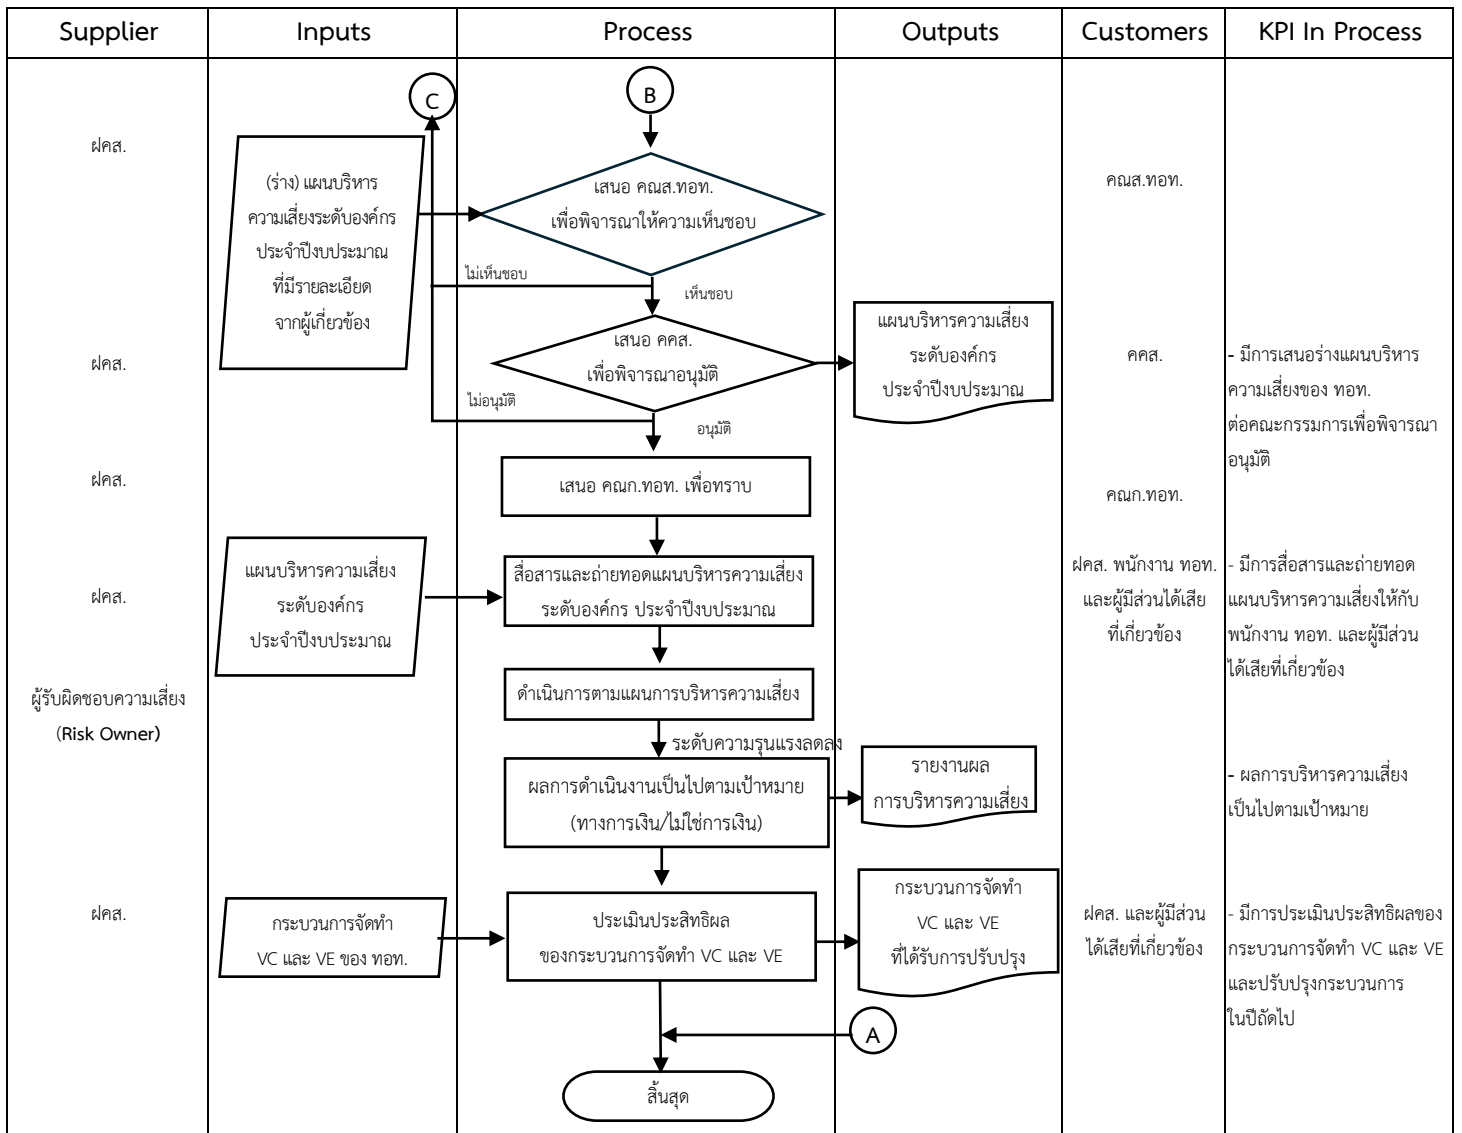 Supplier
Inputs
Process
Outputs
Customers
KPI In Process
C
B
ฝคส.
(ร่าง) แผนบริหาร
ความเสี่ยงระดับองค์กร
ประจำปีงบประมาณ
ที่มีรายละเอียด
จากผู้เกี่ยวข้อง
เสนอ คณส.ทอท.
เพื่อพิจารณาให้ความเห็นชอบ
คณส.ทอท.
ไม่เห็นชอบ
เห็นชอบ
ฝคส.
เสนอ คคส.
เพื่อพิจารณาอนุมัติ
แผนบริหารความเสี่ยง
ระดับองค์กร
ประจำปีงบประมาณ
คคส.
- มีการเสนอร่างแผนบริหาร
ความเสี่ยงของ ทอท.
ต่อคณะกรรมการเพื่อพิจารณา
อนุมัติ
ไม่อนุมัติ
อนุมัติ
ฝคส.
เสนอ คณก.ทอท. เพื่อทราบ
คณก.ทอท.
ฝคส.
แผนบริหารความเสี่ยง
ระดับองค์กร
ประจำปีงบประมาณ
สื่อสารและถ่ายทอดแผนบริหารความเสี่ยง
ระดับองค์กร ประจำปีงบประมาณ
ฝคส. พนักงาน ทอท.
และผู้มีส่วนได้เสีย
ที่เกี่ยวข้อง
- มีการสื่อสารและถ่ายทอด
แผนบริหารความเสี่ยงให้กับ
พนักงาน ทอท. และผู้มีส่วน
ได้เสียที่เกี่ยวข้อง
ผู้รับผิดชอบความเสี่ยง
(Risk Owner)
ดำเนินการตามแผนการบริหารความเสี่ยง
ระดับความรุนแรงลดลง
ผลการดำเนินงานเป็นไปตามเป้าหมาย
(ทางการเงิน/ไม่ใช่การเงิน)
รายงานผล
การบริหารความเสี่ยง
- ผลการบริหารความเสี่ยง
เป็นไปตามเป้าหมาย
ฝคส.
กระบวนการจัดทำ
VC และ VE ของ ทอท.
ประเมินประสิทธิผล
ของกระบวนการจัดทำ VC และ VE
กระบวนการจัดทำ
VC และ VE
ที่ได้รับการปรับปรุง
ฝคส. และผู้มีส่วน
ได้เสียที่เกี่ยวข้อง
- มีการประเมินประสิทธิผลของ
กระบวนการจัดทำ VC และ VE
และปรับปรุงกระบวนการ
ในปีถัดไป
A
สิ้นสุด